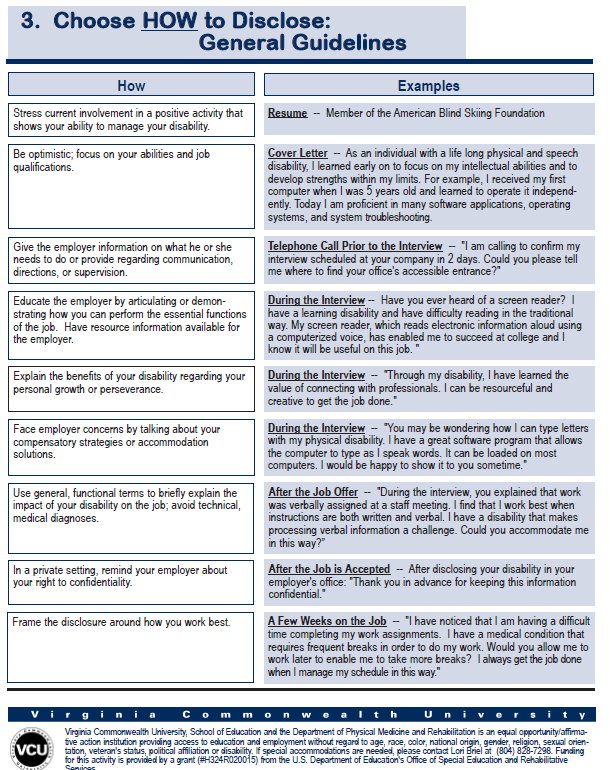 3. Choose HOW to Disclose:
General Guidelines
How
Examples
Stress current involvement in a positive activity that
shows your ability to manage your disability.
Resume -- Member of the American Blind Skiing Foundation
Be optimistic; focus on your abilities and job
qualifications.
Cover Letter -- As an individual with a life long physical and speech
disability, I learned early on to focus on my intellectual abilities and to
develop strengths within my limits. For example, I received my first
computer when I was 5 years old and learned to operate it independ-
ently. Today I am proficient in many software applications, operating
systems, and system troubleshooting.
Give the employer information on what he or she
needs to do or provide regarding communication,
directions, or supervision.
Telephone Call Prior to the Interview -- "I am calling to confirm my
interview scheduled at your company in 2 days. Could you please tell
me where to find your office's accessible entrance?"
Educate the employer by articulating or demon-
strating how you can perform the essential functions
of the job. Have resource information available for
the employer.
During the Interview -- Have you ever heard of a screen reader? I
have a learning disability and have difficulty reading in the traditional
way. My screen reader, which reads electronic information aloud using
a computerized voice, has enabled me to succeed at college and I
know it will be useful on this job. "
Explain the benefits of your disability regarding your
personal growth or perseverance.
During the Interview -- "Through my disability, I have learned the
value of connecting with professionals. I can be resourceful and
creative to get the job done."
Face employer concerns by talking about your
compensatory strategies or accommodation
solutions.
During the Interview -- "You may be wondering how I can type letters
with my physical disability. I have a great software program that allows
the computer to type as I speak words. It can be loaded on most
computers. I would be happy to show it to you sometime."
Use general, functional terms to briefly explain the
impact of your disability on the job; avoid technical,
medical diagnoses.
After the Job Offer -- "During the interview, you explained that work
was verbally assigned at a staff meeting. I find that I work best when
instructions are both written and verbal. I have a disability that makes
processing verbal information a challenge. Could you accommodate me
in this way?"
In a private setting, remind your employer about
your right to confidentiality.
After the Job is Accepted -- After disclosing your disability in your
employer's office: "Thank you in advance for keeping this information
confidential."
Frame the disclosure around how you work best.
A Few Weeks on the Job -- "I have noticed that I am having a difficult
time completing my work assignments. I have a medical condition that
requires frequent breaks in order to do my work. Would you allow me to
work later to enable me to take more breaks? I always get the job done
when I manage my schedule in this way."
Virginia Commonwealth University
VCU
Virginia Commonwealth University, School of Education and the Department of Physical Medicine and Rehabilitation is an equal opportunity/affirma-
tive action institution providing access to education and employment without regard to age, race, color, national origin, gender, religion, sexual orien-
tation, veteran's status, political affiliation or disability. If special accommodations are needed, please contact Lori Briel at (804) 828-7298. Funding
for this activity is provided by a grant (#H324R020015) from the U.S. Department of Education's Office of Special Education and Rehabilitative
Services.